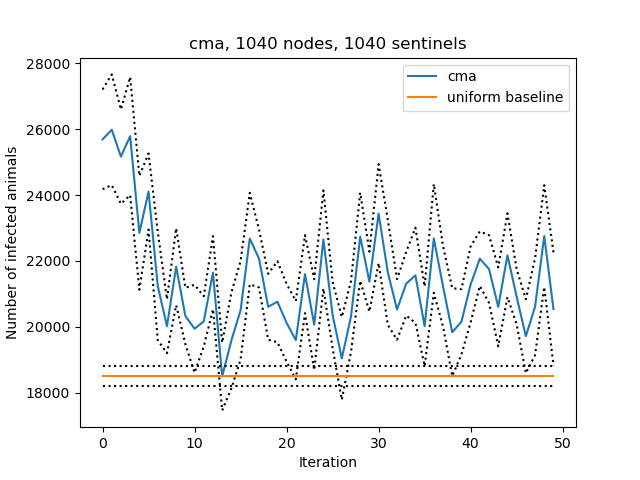 cma, 1040 nodes, 1040 sentinels
cma
uniform baseline
Number of infected animals
28000
26000
24000
22000
20000
18000
0 10 20 30 40 50
Iteration